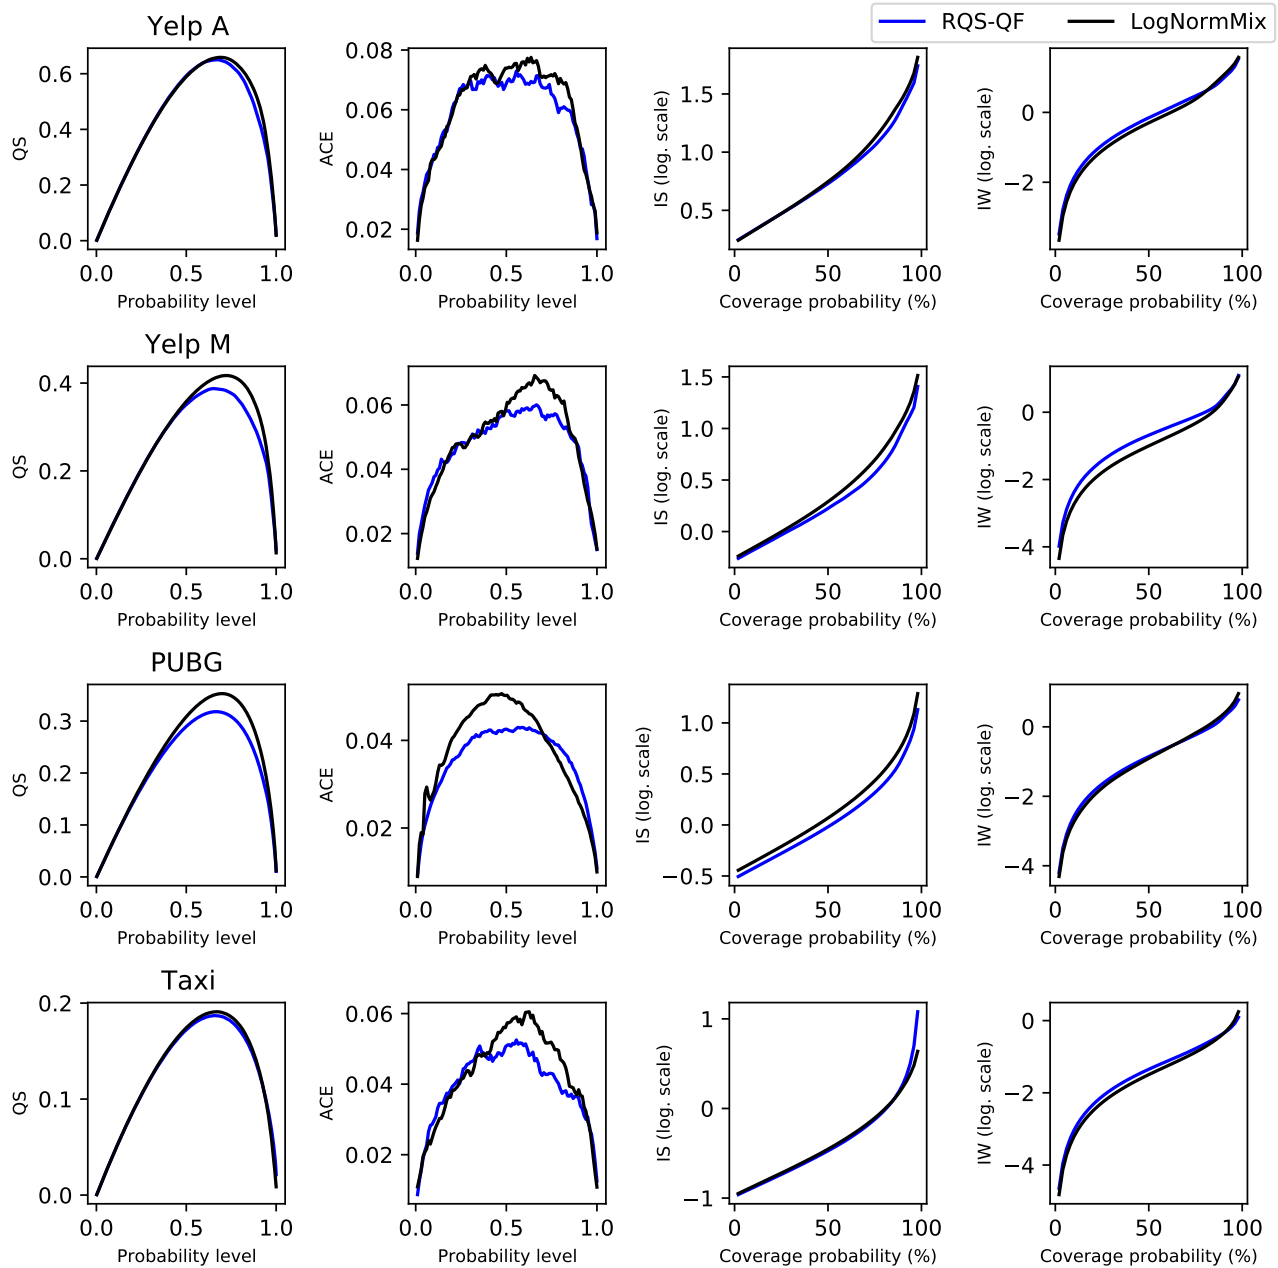 RQS-QF LogNormMix
Yelp A
QS
0.6
0.4
0.2
0.0
0.0 0.5 1.0
Probability level
ACE
0.08
0.06
0.04
0.02
0.0 0.5 1.0
Probability level
IS (log. scale)
1.5
1.0
0.5
0 50 100
Coverage probability (%)
IW (log. scale)
0
−2
0 50 100
Coverage probability (%)
Yelp M
QS
0.4
0.2
0.0
0.0 0.5 1.0
Probability level
ACE
0.06
0.04
0.02
0.0 0.5 1.0
Probability level
IS (log. scale)
1.5
1.0
0.5
0.0
0 50 100
Coverage probability (%)
IW (log. scale)
0
−2
−4
0 50 100
Coverage probability (%)
PUBG
QS
0.3
0.2
0.1
0.0
0.0 0.5 1.0
Probability level
ACE
0.04
0.02
0.0 0.5 1.0
Probability level
IS (log. scale)
1.0
0.5
0.0
−0.5
0 50 100
Coverage probability (%)
IW (log. scale)
0
−2
−4
0 50 100
Coverage probability (%)
Taxi
QS
0.2
0.1
0.0
0.0 0.5 1.0
Probability level
ACE
0.06
0.04
0.02
0.0 0.5 1.0
Probability level
IS (log. scale)
1
0
−1
0 50 100
Coverage probability (%)
IW (log. scale)
0
−2
−4
0 50 100
Coverage probability (%)